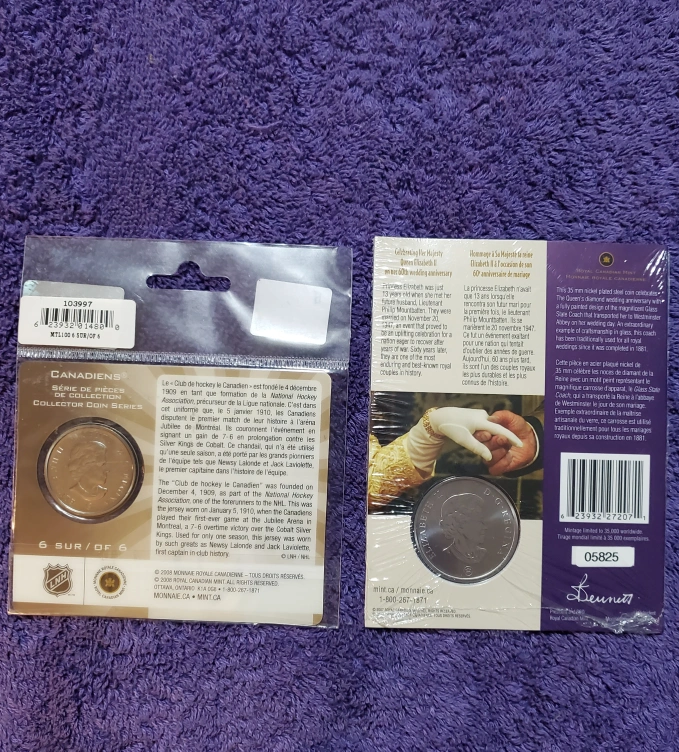 103997
6 23932 01480 0
MTL100 6 SUR/OF 6
CANADIENS®
SÉRIE DE PIÈCES
DE COLLECTION
COLLECTOR COIN SERIES
6 SUR/OF 6
Le « Club de hockey le Canadien » est fondé le 4 décembre
1909 en tant que formation de la National Hockey
Association, précurseur de la Ligue nationale. C'est dans
cet uniforme que, le 5 janvier 1910, les Canadiens
disputent le premier match de leur histoire à l'aréna
Jubilee de Montréal. Ils couronnent l'événement en
signant un gain de 7-6 en prolongation contre les
Silver Kings de Cobalt. Ce chandail, qui n'a été utilisé
qu'une seule saison, a été porté par les grands pionniers
de l'équipe tels que Newsy Lalonde et Jack Laviolette,
le premier capitaine dans l'histoire de l'équipe.
The "Club de hockey le Canadien" was founded on
December 4, 1909, as part of the National Hockey
Association, one of the forerunners to the NHL. This was
the jersey worn on January 5, 1910, when the Canadiens
played their first-ever game at the Jubilee Arena in
Montreal, a 7-6 overtime victory over the Cobalt Silver
Kings. Used for only one season, this jersey was worn
by such greats as Newsy Lalonde and Jack Laviolette,
first captain in club history.
© LNH / NHL
LNH
© 2008 MONNAIE ROYALE CANADIENNE – TOUS DROITS RÉSERVÉS.
© 2008 ROYAL CANADIAN MINT. ALL RIGHTS RESERVED.
OTTAWA, ONTARIO K1A 0G8 • 1-800-267-1871
MONNAIE.CA • MINT.CA
Celebrating Her Majesty
Queen Elizabeth II
on her 60th wedding anniversary
Princess Elizabeth was just
13 years old when she met her
future husband, Lieutenant
Philip Mountbatten. They were
married on November 20,
1947, an event that proved to
be an uplifting celebration for a
nation eager to recover after
years of war. Sixty years later,
they are one of the most
enduring and best-known royal
couples in history.
Hommage à Sa Majesté la reine
Elizabeth II à l'occasion de son
60e anniversaire de mariage
La princesse Elizabeth n'avait
que 13 ans lorsqu'elle
rencontra son futur mari pour
la première fois, le lieutenant
Philip Mountbatten. Ils se
marièrent le 20 novembre 1947.
Ce fut un événement exaltant
pour une nation qui tentait
d'oublier des années de guerre.
Aujourd'hui, 60 ans plus tard,
ils sont l'un des couples royaux
les plus durables et les plus
connus de l'histoire.
ELIZABETH II D·G·REGINA
mint.ca / monnaie.ca
1-800-267-1871
ROYAL CANADIAN MINT
MONNAIE ROYALE CANADIENNE
This 35 mm nickel plated steel coin celebrates
The Queen's diamond wedding anniversary with
a fully painted design of the magnificent Glass
State Coach that transported her to Westminster
Abbey on her wedding day. An extraordinary
example of craftsmanship in glass, this coach
has been traditionally used for all royal
weddings since it was completed in 1881.
Cette pièce en acier plaqué nickel de
35 mm célèbre les noces de diamant de la
Reine avec un motif peint représentant le
magnifique carrosse d'apparat, le Glass State
Coach, qui a transporté la Reine à l'abbaye
de Westminster le jour de son mariage.
Exemple extraordinaire de la maîtrise
artisanale du verre, ce carrosse est utilisé
traditionnellement pour tous les mariages
royaux depuis sa construction en 1881.
6 23932 27207 1
Mintage limited to 35 000 worldwide
Tirage mondial limité à 35 000 exemplaires.
05825
Royal Canadian Mint